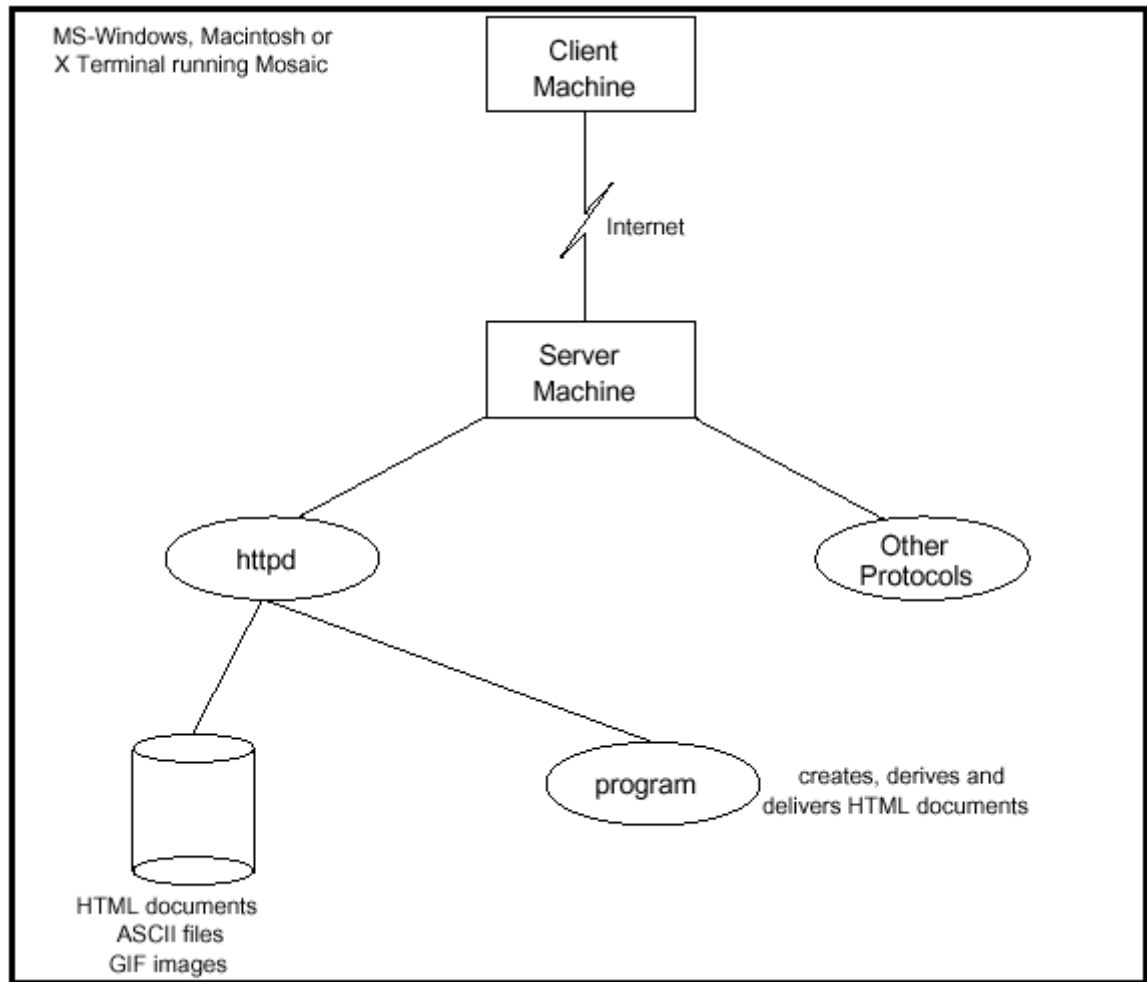 MS-Windows, Macintosh or
X Terminal running Mosaic
Client
Machine
Internet
Server
Machine
httpd
Other
Protocols
program
creates, derives and
delivers HTML documents
HTML documents
ASCII files
GIF images